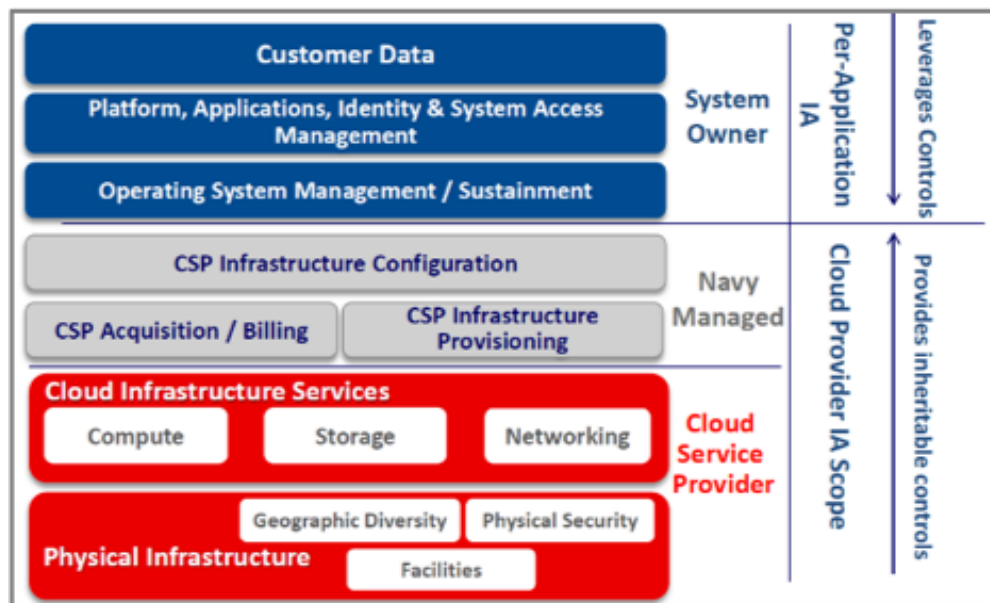 Customer Data
Platform, Applications, Identity & System Access
Management
Operating System Management / Sustainment
System
Owner
Per-Application
IA
Leverages Controls
CSP Infrastructure Configuration
CSP Acquisition / Billing
CSP Infrastructure
Provisioning
Navy
Managed
Cloud Infrastructure Services
Compute
Storage
Networking
Cloud
Service
Provider
Geographic Diversity
Physical Security
Physical Infrastructure
Facilities
Cloud Provider IA Scope
Provides inheritable controls